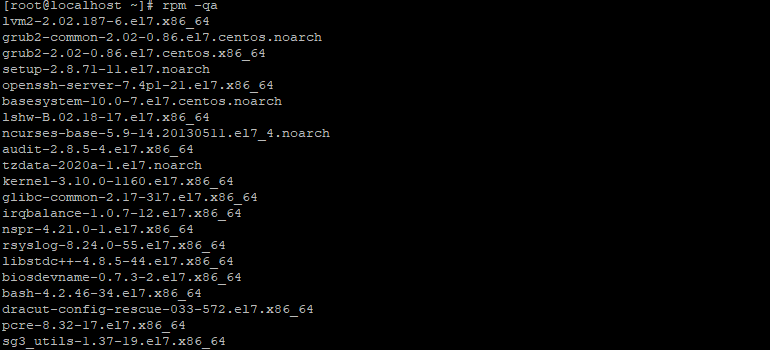 [root@localhost ~]# rpm -qa
lvm2-2.02.187-6.el7.x86_64
grub2-common-2.02-0.86.el7.centos.noarch
grub2-2.02-0.86.el7.centos.x86_64
setup-2.8.71-11.el7.noarch
openssh-server-7.4p1-21.el7.x86_64
basesystem-10.0-7.el7.centos.noarch
lshw-B.02.18-17.el7.x86_64
ncurses-base-5.9-14.20130511.el7_4.noarch
audit-2.8.5-4.el7.x86_64
tzdata-2020a-1.el7.noarch
kernel-3.10.0-1160.el7.x86_64
glibc-common-2.17-317.el7.x86_64
irqbalance-1.0.7-12.el7.x86_64
nspr-4.21.0-1.el7.x86_64
rsyslog-8.24.0-55.el7.x86_64
libstdc++-4.8.5-44.el7.x86_64
biosdevname-0.7.3-2.el7.x86_64
bash-4.2.46-34.el7.x86_64
dracut-config-rescue-033-572.el7.x86_64
pcre-8.32-17.el7.x86_64
sg3_utils-1.37-19.el7.x86_64